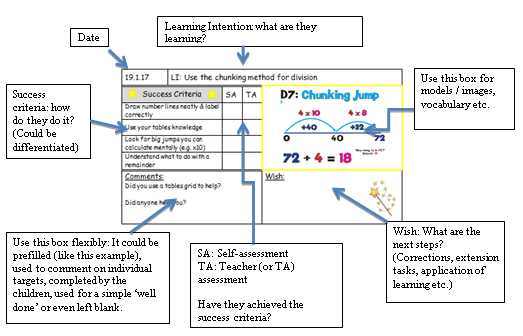 Learning Intention: what are they
learning?
Date
19.1.17
LI: Use the chunking method for division
Success
criteria: how
do they do it?
(Could be
differentiated)
Success Criteria
SA
TA
Draw number lines neatly & label
correctly
Use your tables knowledge
Look for big jumps you can
calculate mentally (e.g. x10)
Understand what to do with a
remainder
D7: Chunking Jump
4 x 10
4 x 8
+40
+32
0
40
72
72 ÷ 4 = 18
Use this box for
models / images,
vocabulary etc.
Comments:
Did you use a tables grid to help?
Did anyone help you?
Wish:
Use this box flexibly: It could be
prefilled (like this example),
used to comment on individual
targets, completed by the
children, used for a simple ‘well
done’ or even left blank.
SA: Self-assessment
TA: Teacher (or TA)
assessment
Have they achieved the
success criteria?
Wish: What are the
next steps?
(Corrections, extension
tasks, application of
learning etc.)